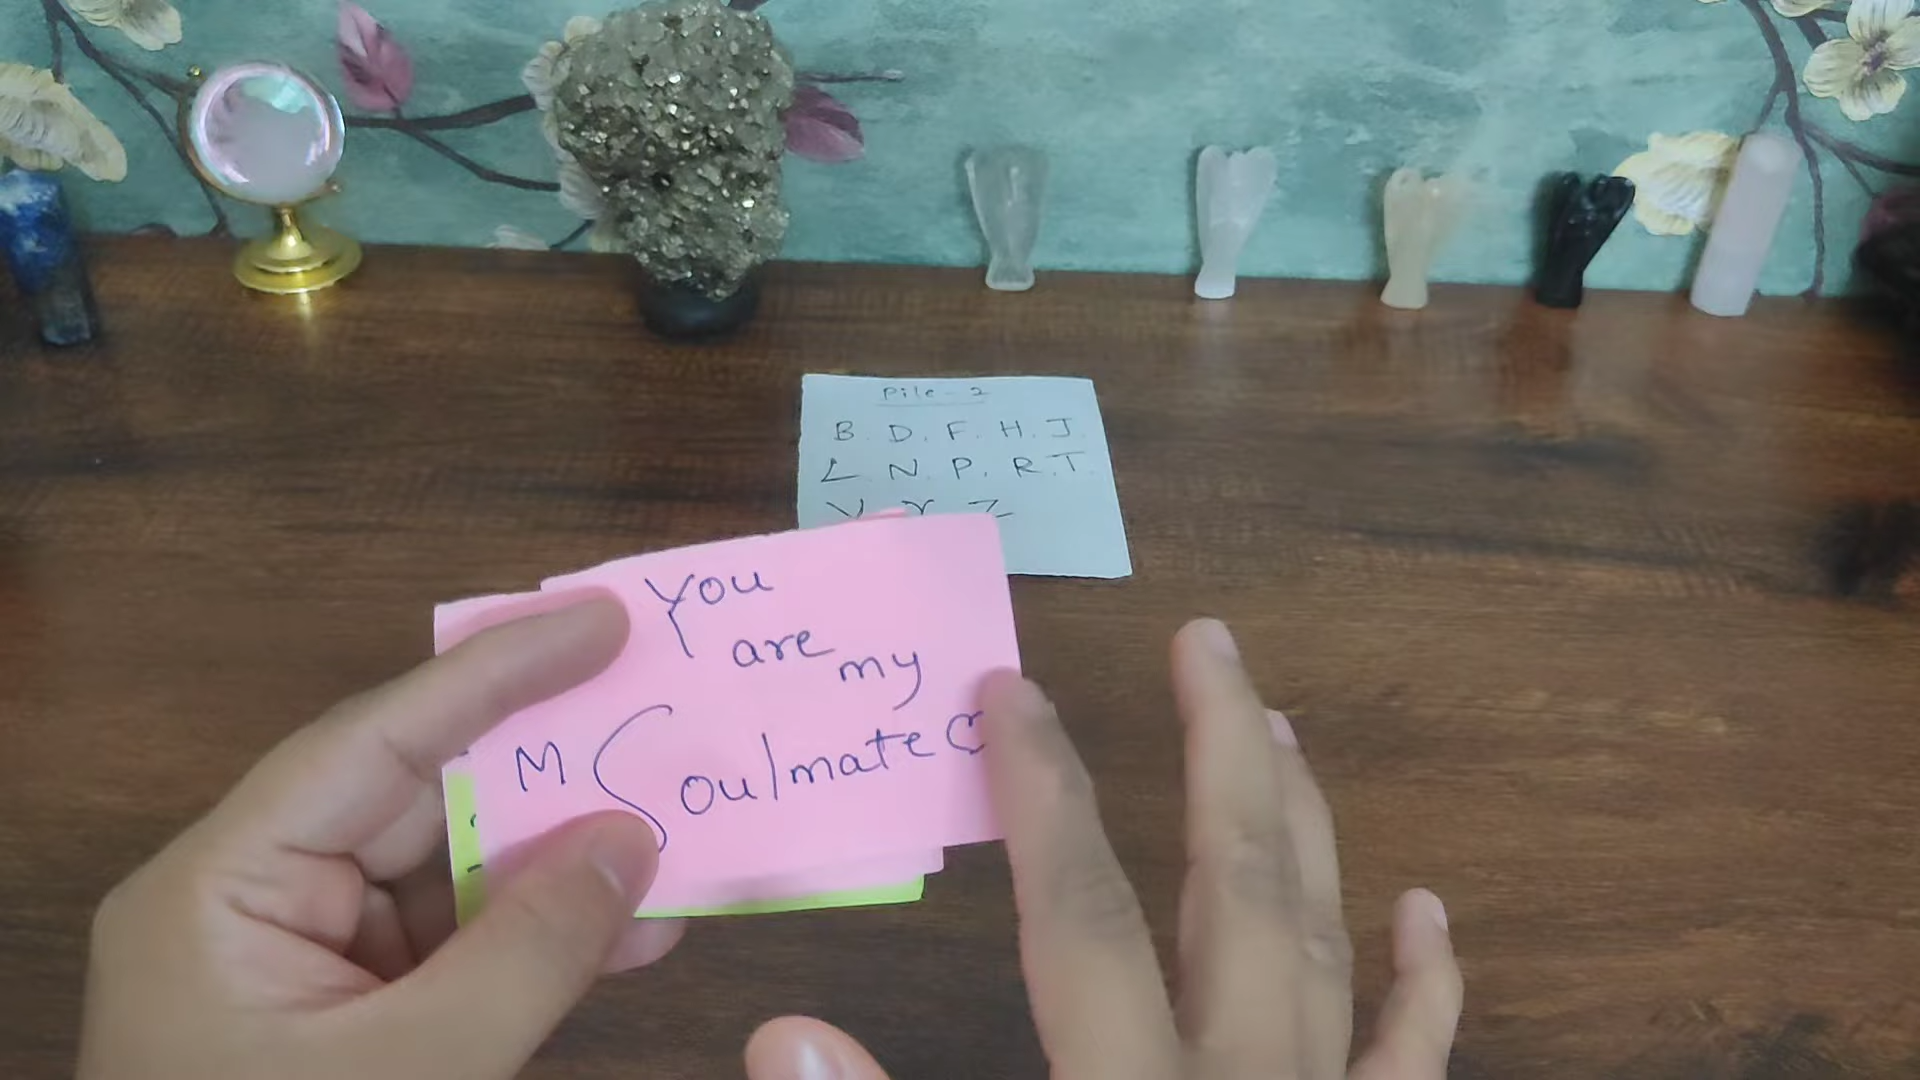 Pile - 2
B. D. F. H. J.
L N. P. R. T.
V Y Z
You
are my
M Soulmate ♡